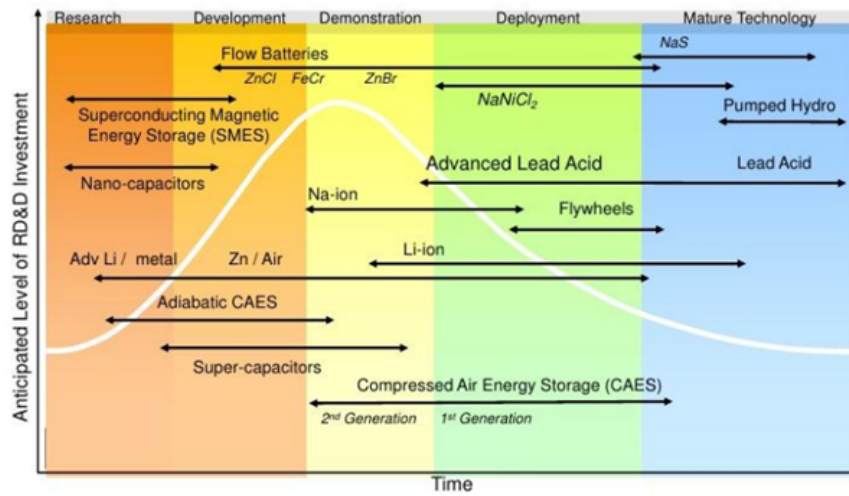 Research
Development
Demonstration
Deployment
Mature Technology
Flow Batteries
ZnCl FeCr ZnBr
NaS
NaNiCl₂
Pumped Hydro
Superconducting Magnetic
Energy Storage (SMES)
Nano-capacitors
Advanced Lead Acid
Lead Acid
Na-ion
Flywheels
Li-ion
Adv Li / metal
Zn / Air
Adiabatic CAES
Super-capacitors
Compressed Air Energy Storage (CAES)
2nd Generation
1st Generation
Anticipated Level of RD&D Investment
Time